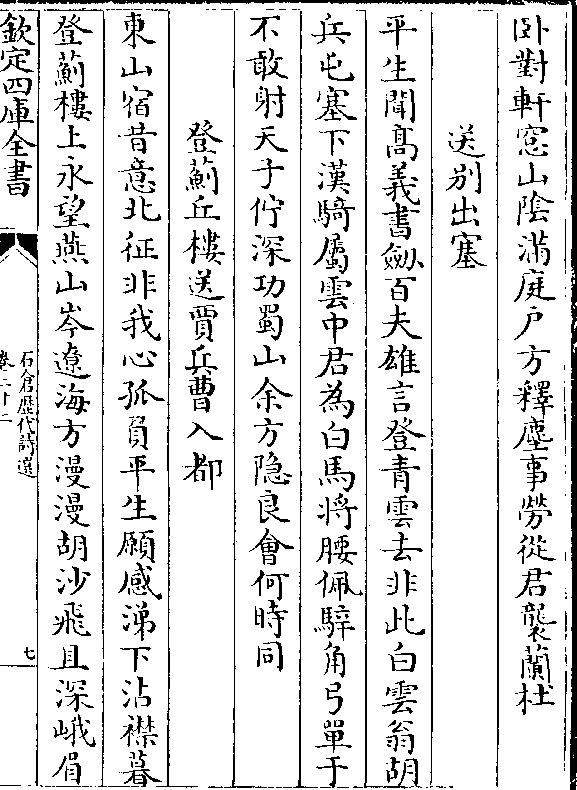 卧對軒窓山陰滿庭户方釋塵事勞從君襲蘭杜
送别出塞
平生聞髙義書劒百夫雄言登青雲去非此白雲翁胡
兵屯塞下漢騎屬雲中君為白馬將腰佩騂角弓單于
不敢射天子佇深功蜀山余方隐良會何時同
登薊丘樓送賈兵曹入都
東山宿昔意北征非我心孤負平生願感涕下沾襟暮
登薊樓上永望燕山岑遼海方漫漫胡沙飛且深峨眉
欽定四庫全書
石倉歴代詩選
卷二十二
七